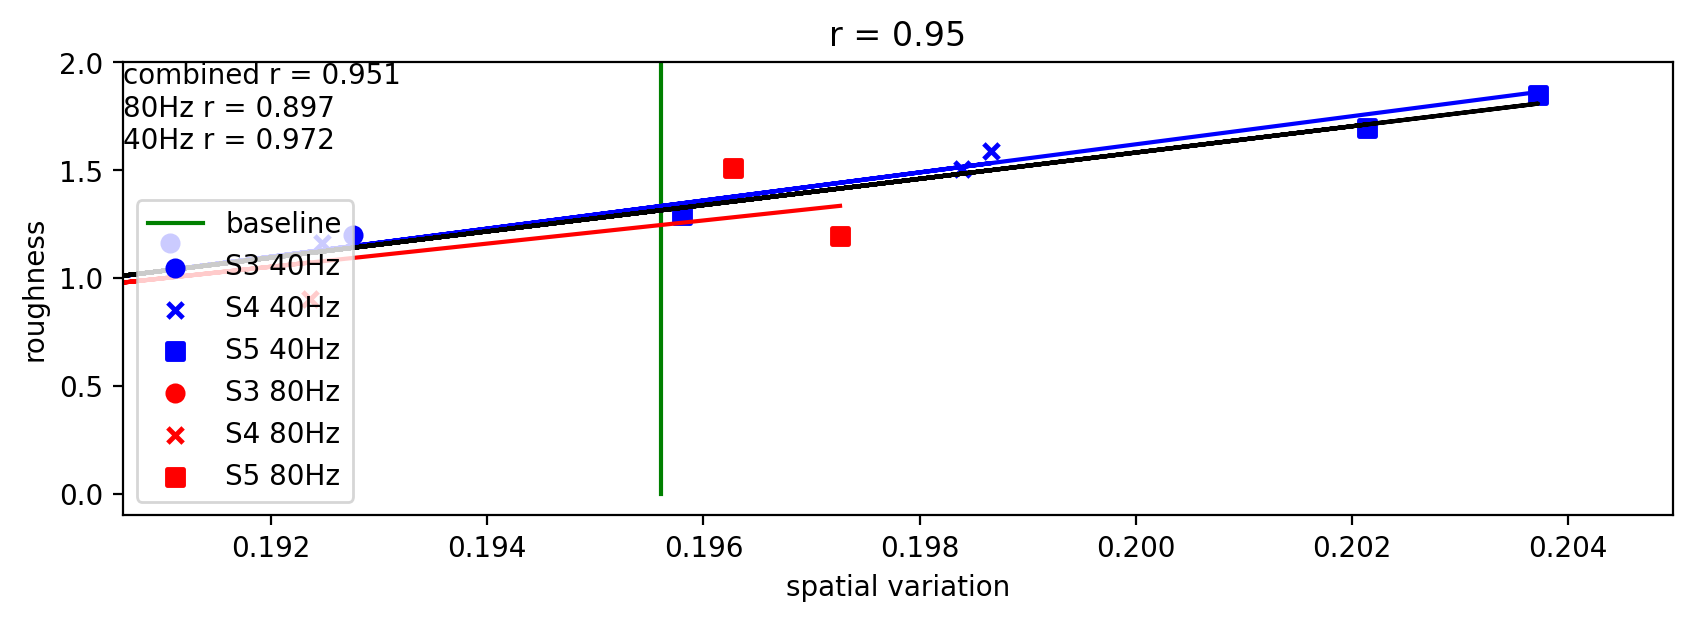 r = 0.95
combined r = 0.951
80Hz r = 0.897
40Hz r = 0.972
2.0
1.5
1.0
0.5
0.0
roughness
baseline
S3 40Hz
S4 40Hz
S5 40Hz
S3 80Hz
S4 80Hz
S5 80Hz
0.192 0.194 0.196 0.198 0.200 0.202 0.204
spatial variation